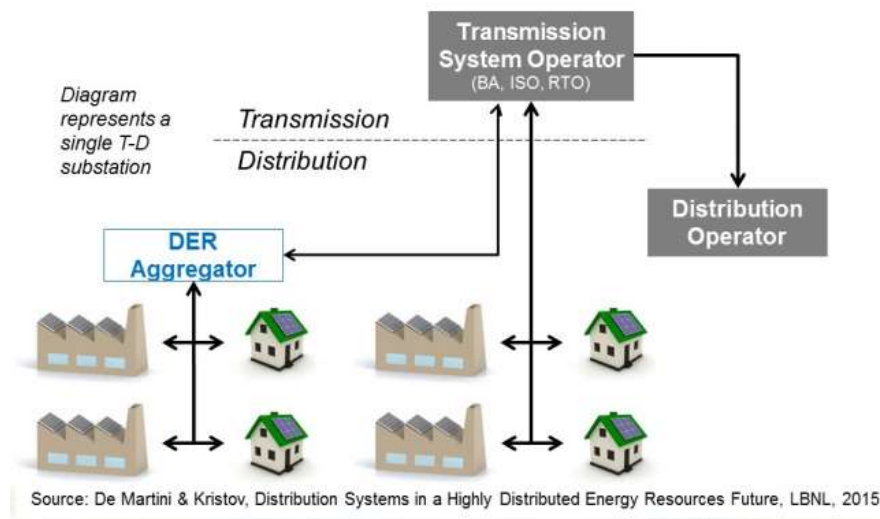 Transmission
System Operator
(BA, ISO, RTO)
Diagram
represents a
single T-D
substation
Transmission
Distribution
Distribution
Operator
DER
Aggregator
Source: De Martini & Kristov, Distribution Systems in a Highly Distributed Energy Resources Future, LBNL, 2015